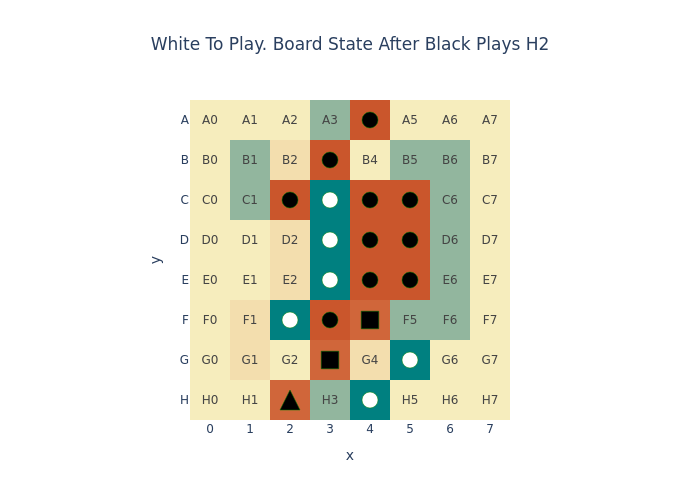 White To Play. Board State After Black Plays H2
A A0 A1 A2 A3 A5 A6 A7
B B0 B1 B2 B4 B5 B6 B7
C C0 C1 C6 C7
D D0 D1 D2 D6 D7
E E0 E1 E2 E6 E7
F F0 F1 F5 F6 F7
G G0 G1 G2 G4 G6 G7
H H0 H1 H3 H5 H6 H7
0 1 2 3 4 5 6 7
x
y